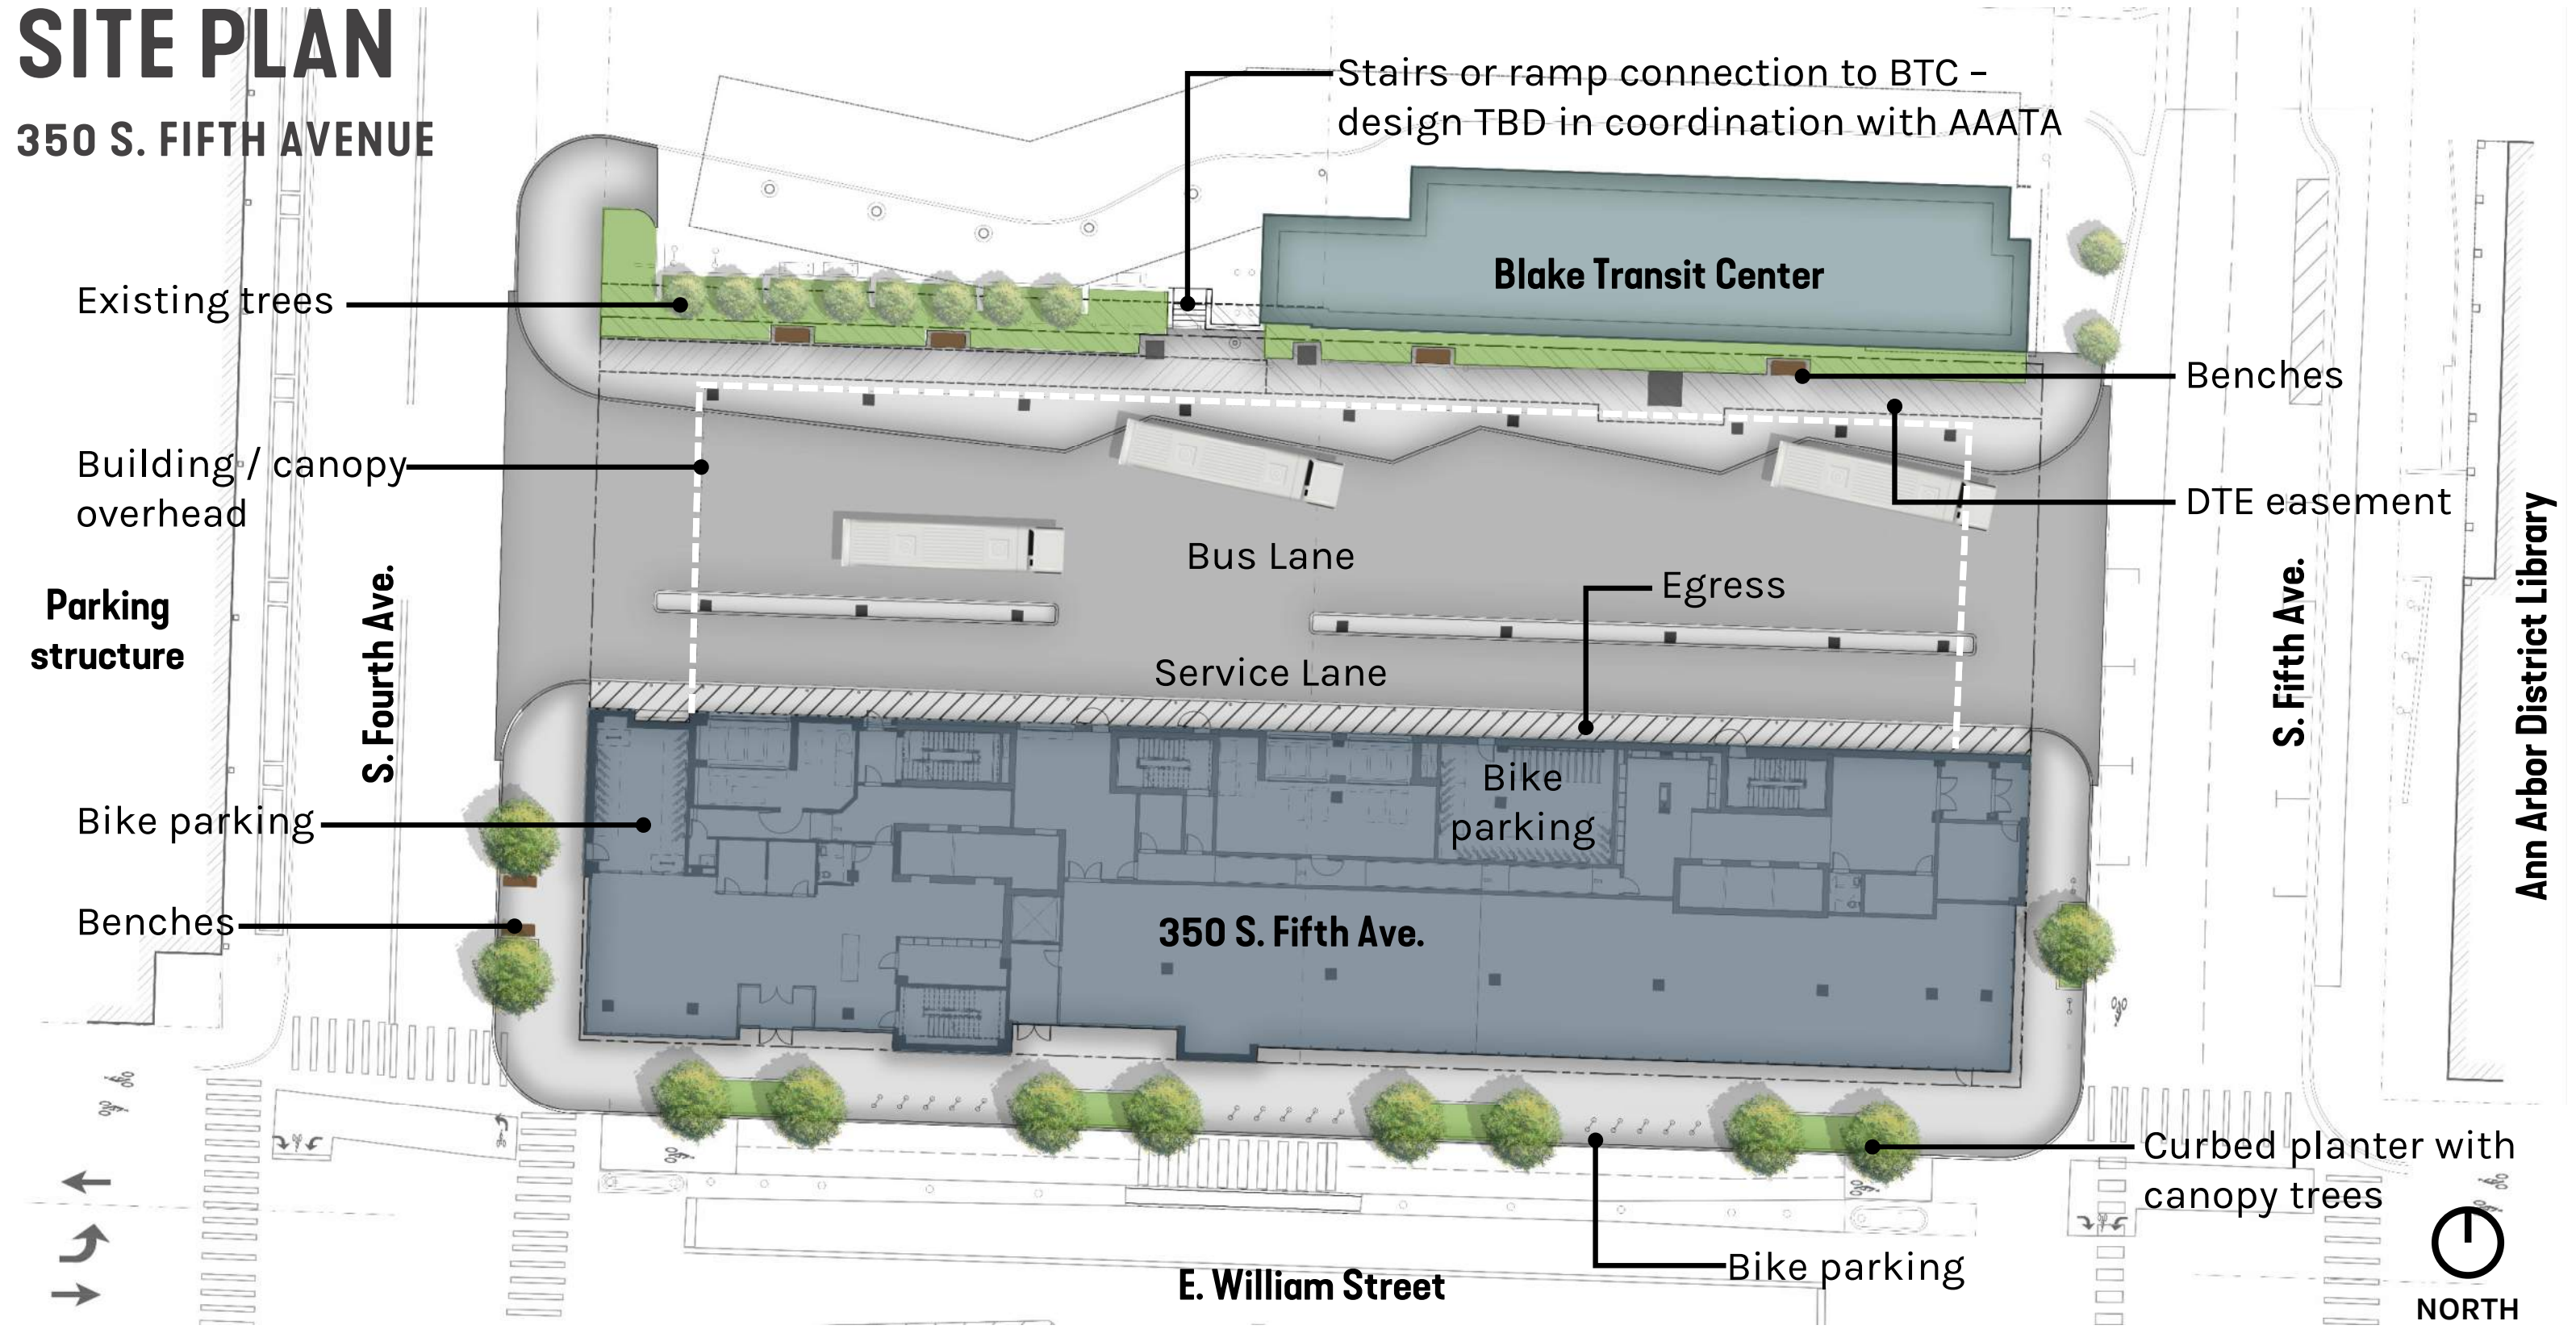 SITE PLAN
350 S. FIFTH AVENUE
Stairs or ramp connection to BTC –
design TBD in coordination with AAATA
Blake Transit Center
Existing trees
Benches
Building / canopy
overhead
DTE easement
Bus Lane
Egress
Parking
structure
S. Fourth Ave.
S. Fifth Ave.
Ann Arbor District Library
Service Lane
Bike parking
Bike
parking
Benches
350 S. Fifth Ave.
Curbed planter with
canopy trees
Bike parking
E. William Street
NORTH